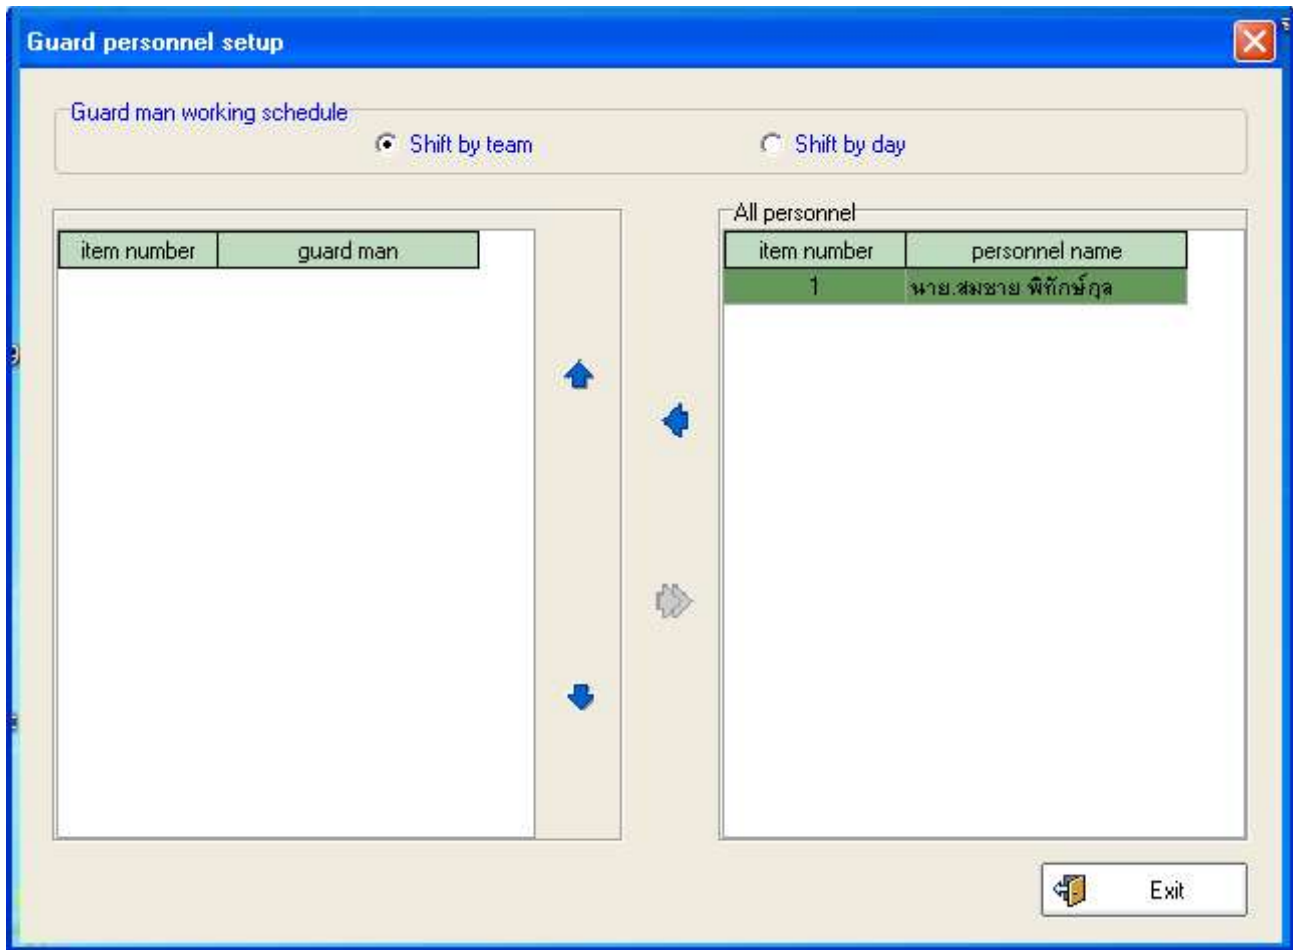 Guard personnel setup
Guard man working schedule
Shift by team
Shift by day
All personnel
item number
guard man
item number
personnel name
1
นาย.สมชาย พิทักษ์กุล
Exit